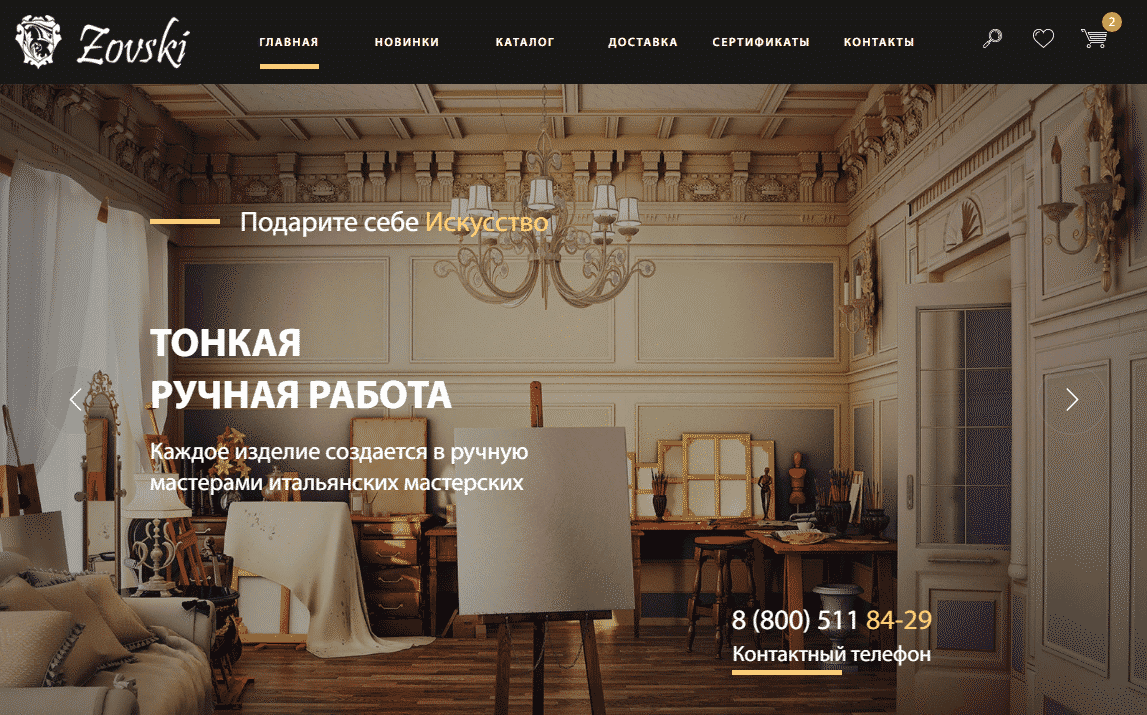 Zovski
ГЛАВНАЯ НОВИНКИ КАТАЛОГ ДОСТАВКА СЕРТИФИКАТЫ КОНТАКТЫ
2
Подарите себе Искусство
ТОНКАЯ
РУЧНАЯ РАБОТА
Каждое изделие создается в ручную
мастерами итальянских мастерских
8 (800) 511 84-29
Контактный телефон